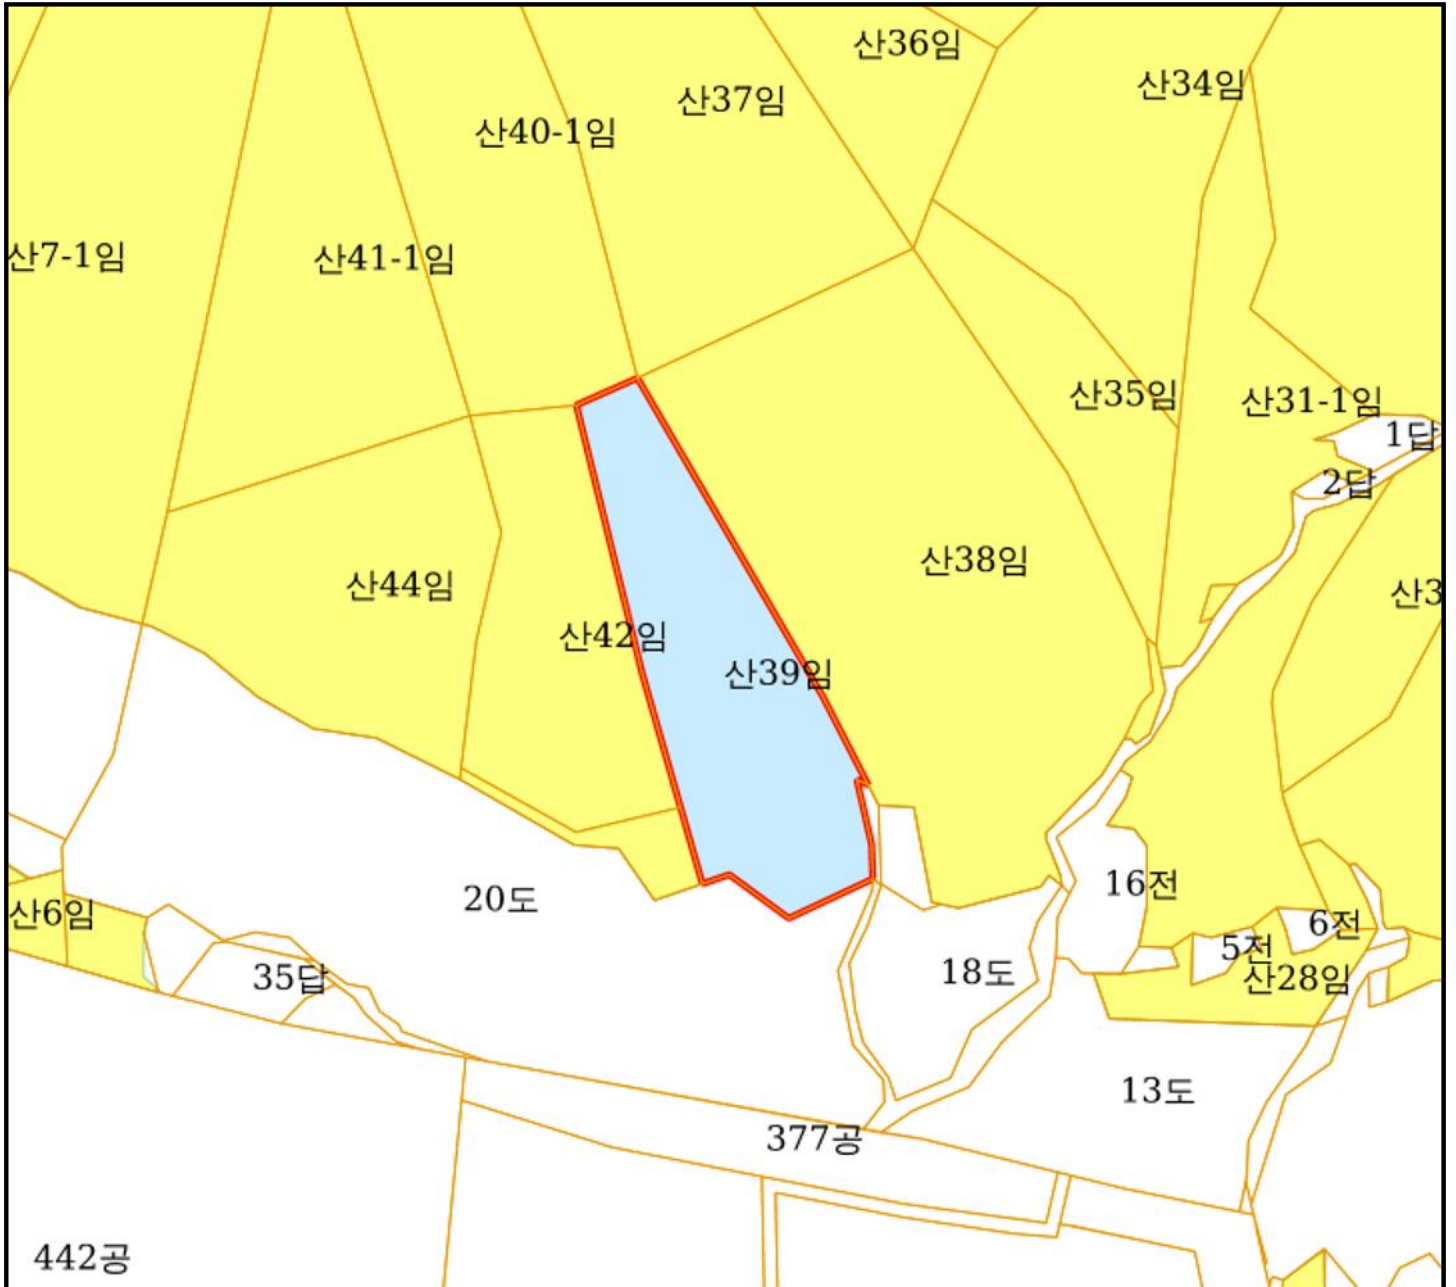 산36임
산34임
산37임
산40-1임
산7-1임
산41-1임
산35임
산31-1임
1답
2답
산38임
산44임
산3
산42임
산39임
16전
20도
산6임
6전
5전
18도
35답
산28임
13도
377공
442공